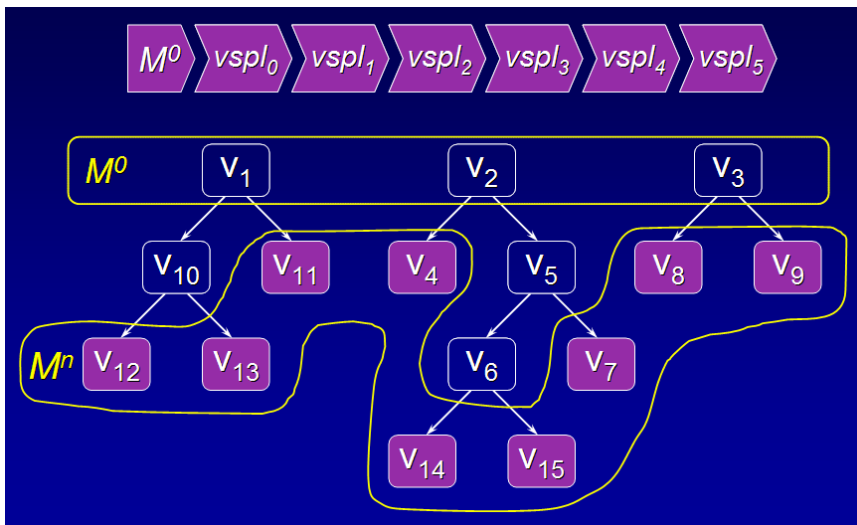 M⁰ vspl₀ vspl₁ vspl₂ vspl₃ vspl₄ vspl₅
M⁰ v₁ v₂ v₃
v₁₀ v₁₁ v₄ v₅ v₈ v₉
Mⁿ v₁₂ v₁₃ v₆ v₇
v₁₄ v₁₅